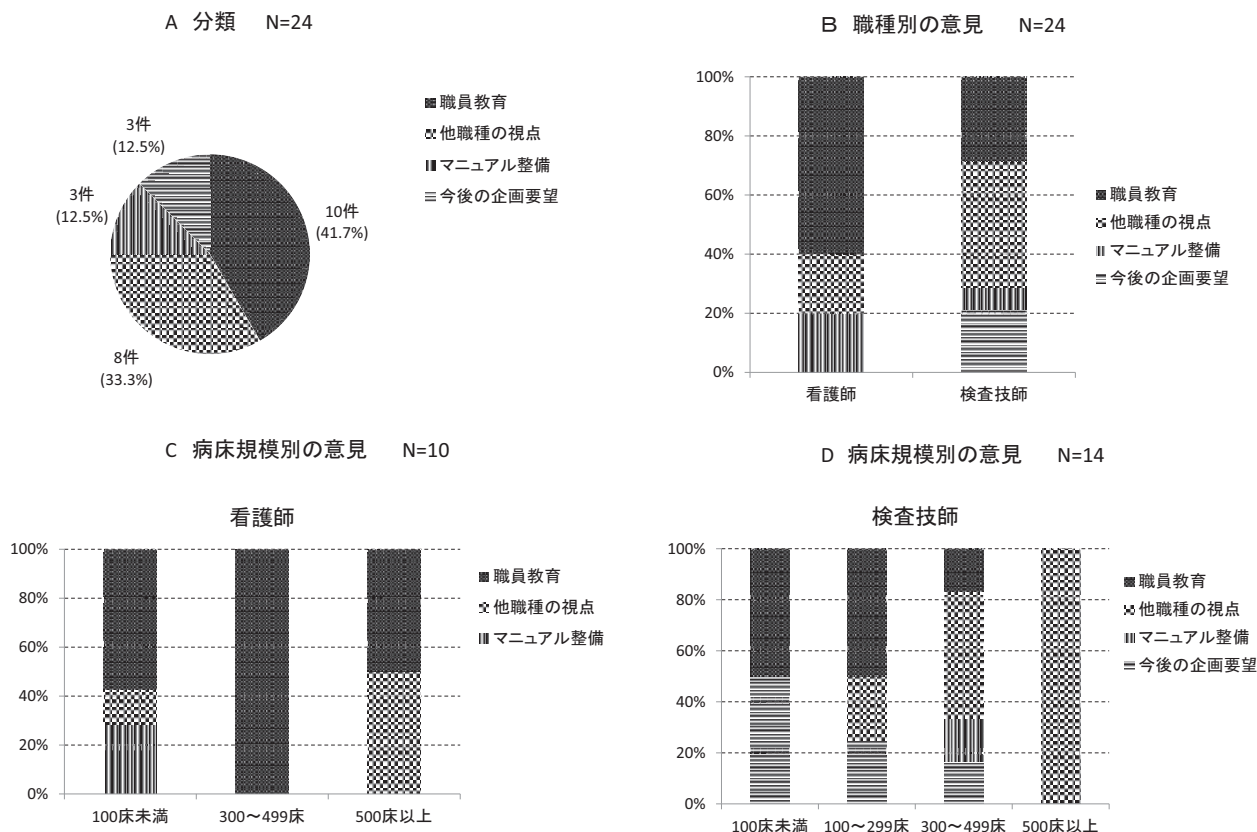 A 分類 N=24
職員教育
他職種の視点
マニュアル整備
今後の企画要望
3件
(12.5%)
3件
(12.5%)
10件
(41.7%)
8件
(33.3%)
B 職種別の意見 N=24
100%
80%
60%
40%
20%
0%
看護師 検査技師
職員教育
他職種の視点
マニュアル整備
今後の企画要望
C 病床規模別の意見 N=10
看護師
100%
80%
60%
40%
20%
0%
100床未満 300～499床 500床以上
職員教育
他職種の視点
マニュアル整備
D 病床規模別の意見 N=14
検査技師
100%
80%
60%
40%
20%
0%
100床未満 100～299床 300～499床 500床以上
職員教育
他職種の視点
マニュアル整備
今後の企画要望